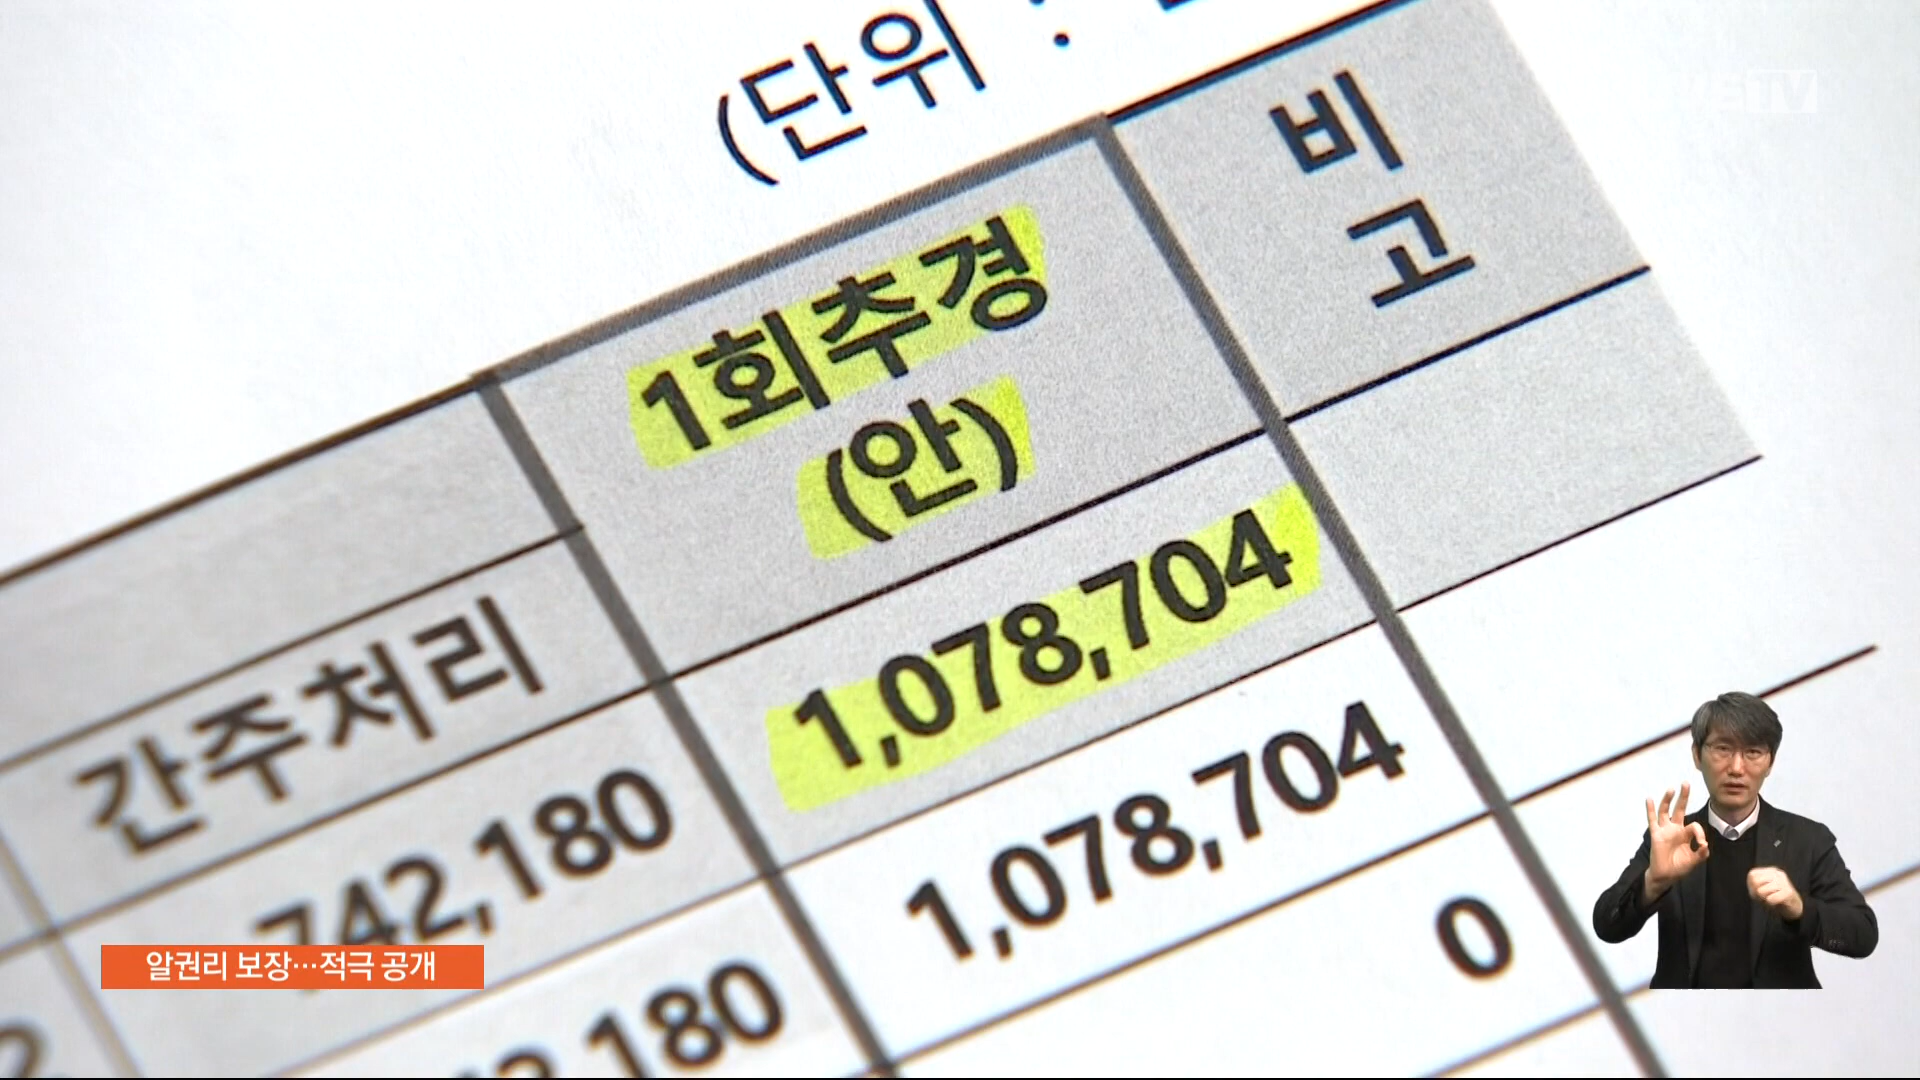 (단위 :
비
고
1회추경
(안)
간주처리
1,078,704
742,180
1,078,704
0
알권리 보장…적극 공개